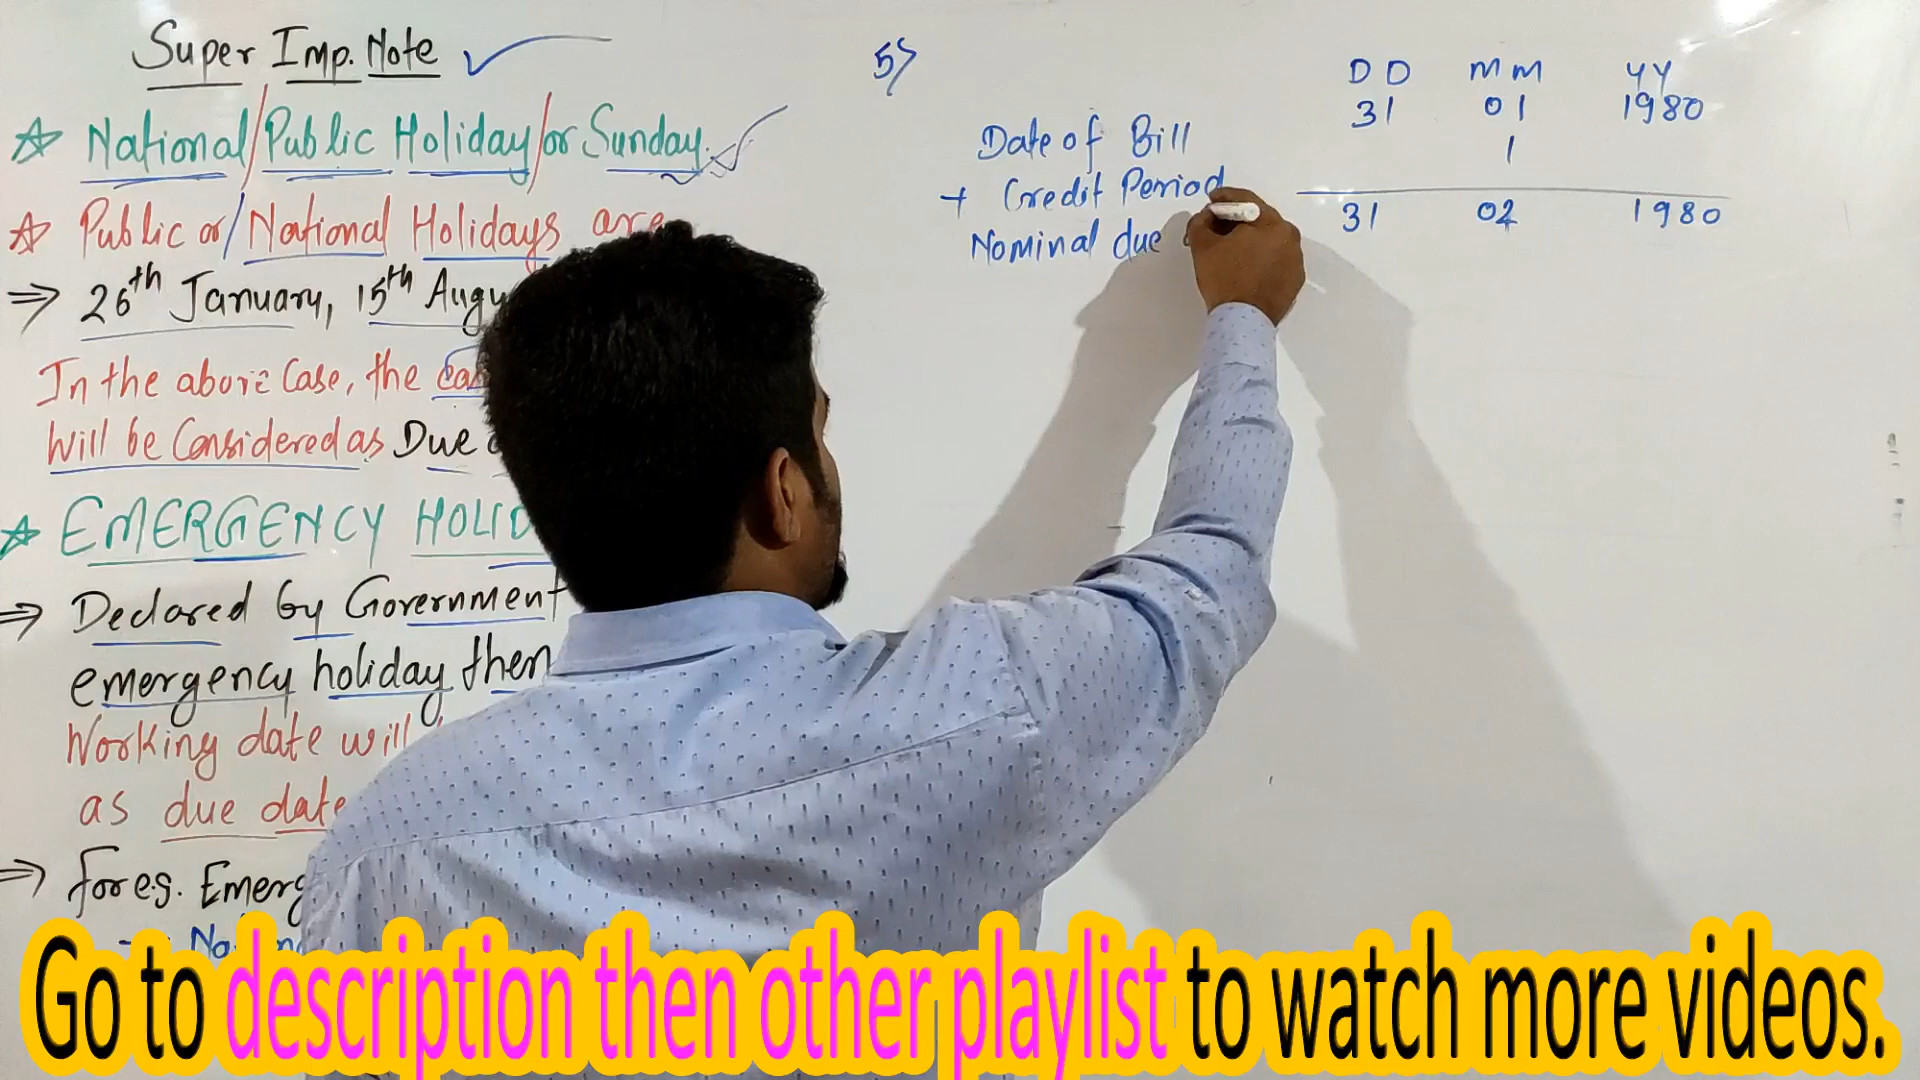 Super Imp. Note
National/Public Holiday/or Sunday.
Public or/National Holidays are
⇒ 26th January, 15th Augu
In the above Case, the
Will be Considered as Due
EMERGENCY HOLID
⇒ Declared by Government
emergency holiday then
Working date will
as due date
⇒ for e.g. Emerg
5)
DD MM YY
Date of Bill 31 01 1980
+ Credit Period 1
Nominal due 31 02 1980
Go to description then other playlist to watch more videos.